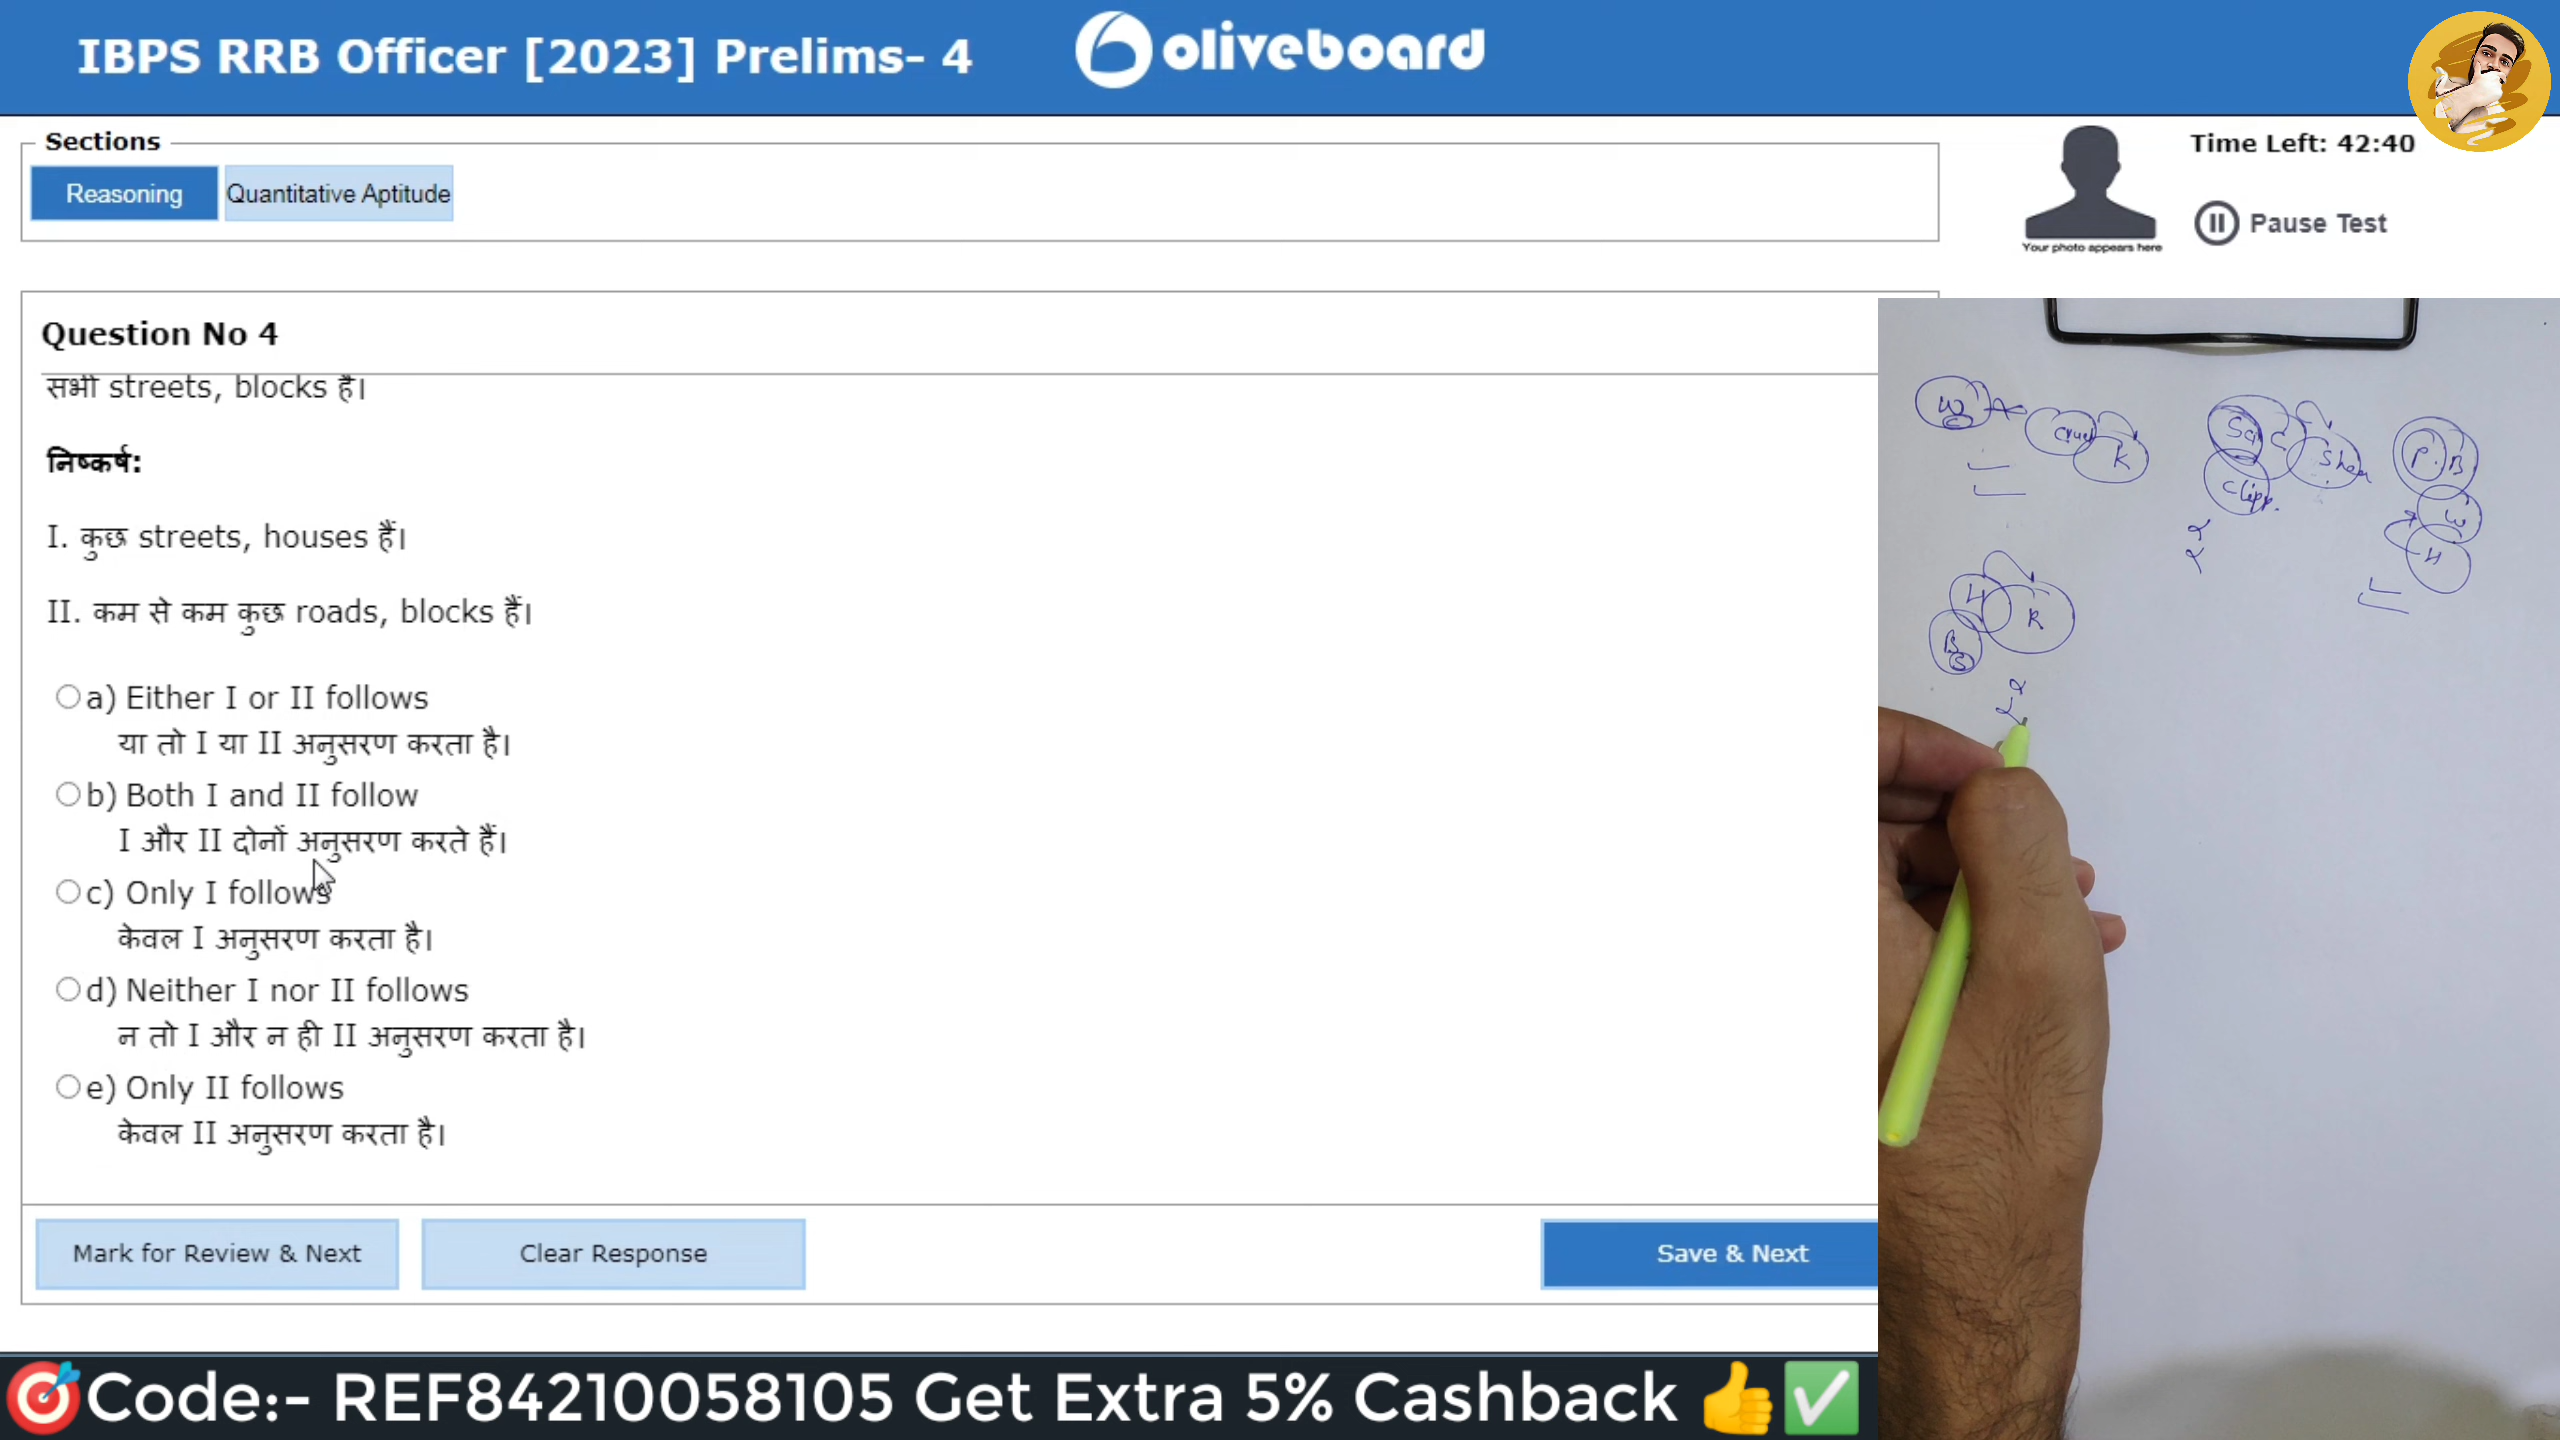 IBPS RRB Officer [2023] Prelims- 4
oliveboard
Sections
Reasoning
Quantitative Aptitude
Time Left: 42:40
Pause Test
Your photo appears here
Question No 4
सभी streets, blocks है।
निष्कर्ष:
I. कुछ streets, houses हैं।
II. कम से कम कुछ roads, blocks हैं।
a) Either I or II follows
या तो I या II अनुसरण करता है।
b) Both I and II follow
I और II दोनों अनुसरण करते हैं।
c) Only I follows
केवल I अनुसरण करता है।
d) Neither I nor II follows
न तो I और न ही II अनुसरण करता है।
e) Only II follows
केवल II अनुसरण करता है।
Mark for Review & Next
Clear Response
Save & Next
W
C
K
C
P
B
W
H
H
R
B
S
Code:- REF84210058105 Get Extra 5% Cashback